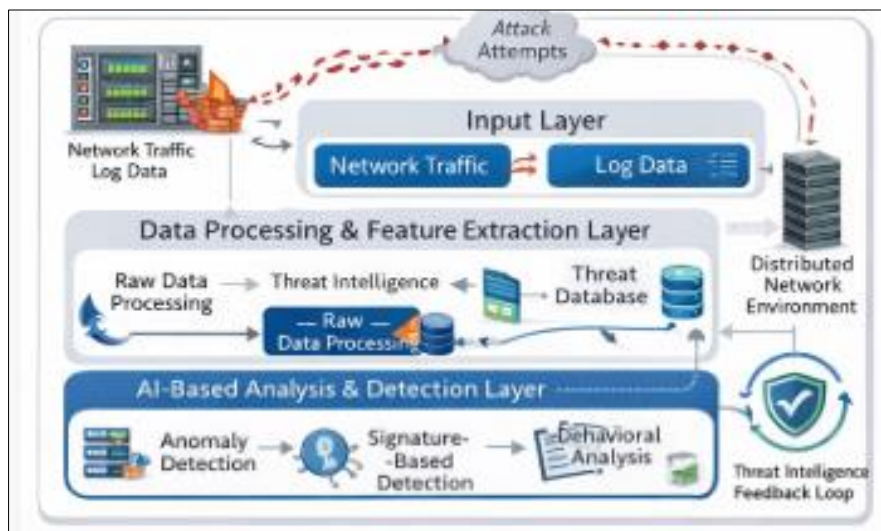 Attack
Attempts
Input Layer
Network Traffic
Log Data
Network Traffic
Log Data
Data Processing & Feature Extraction Layer
Raw Data
Processing
Threat Intelligence
Threat
Database
— Raw —
Data Processing
Distributed
Network
Environment
AI-Based Analysis & Detection Layer
Anomaly
Detection
Signature-
-Based
Detection
Behavioral
Analysis
Threat Intelligence
Feedback Loop